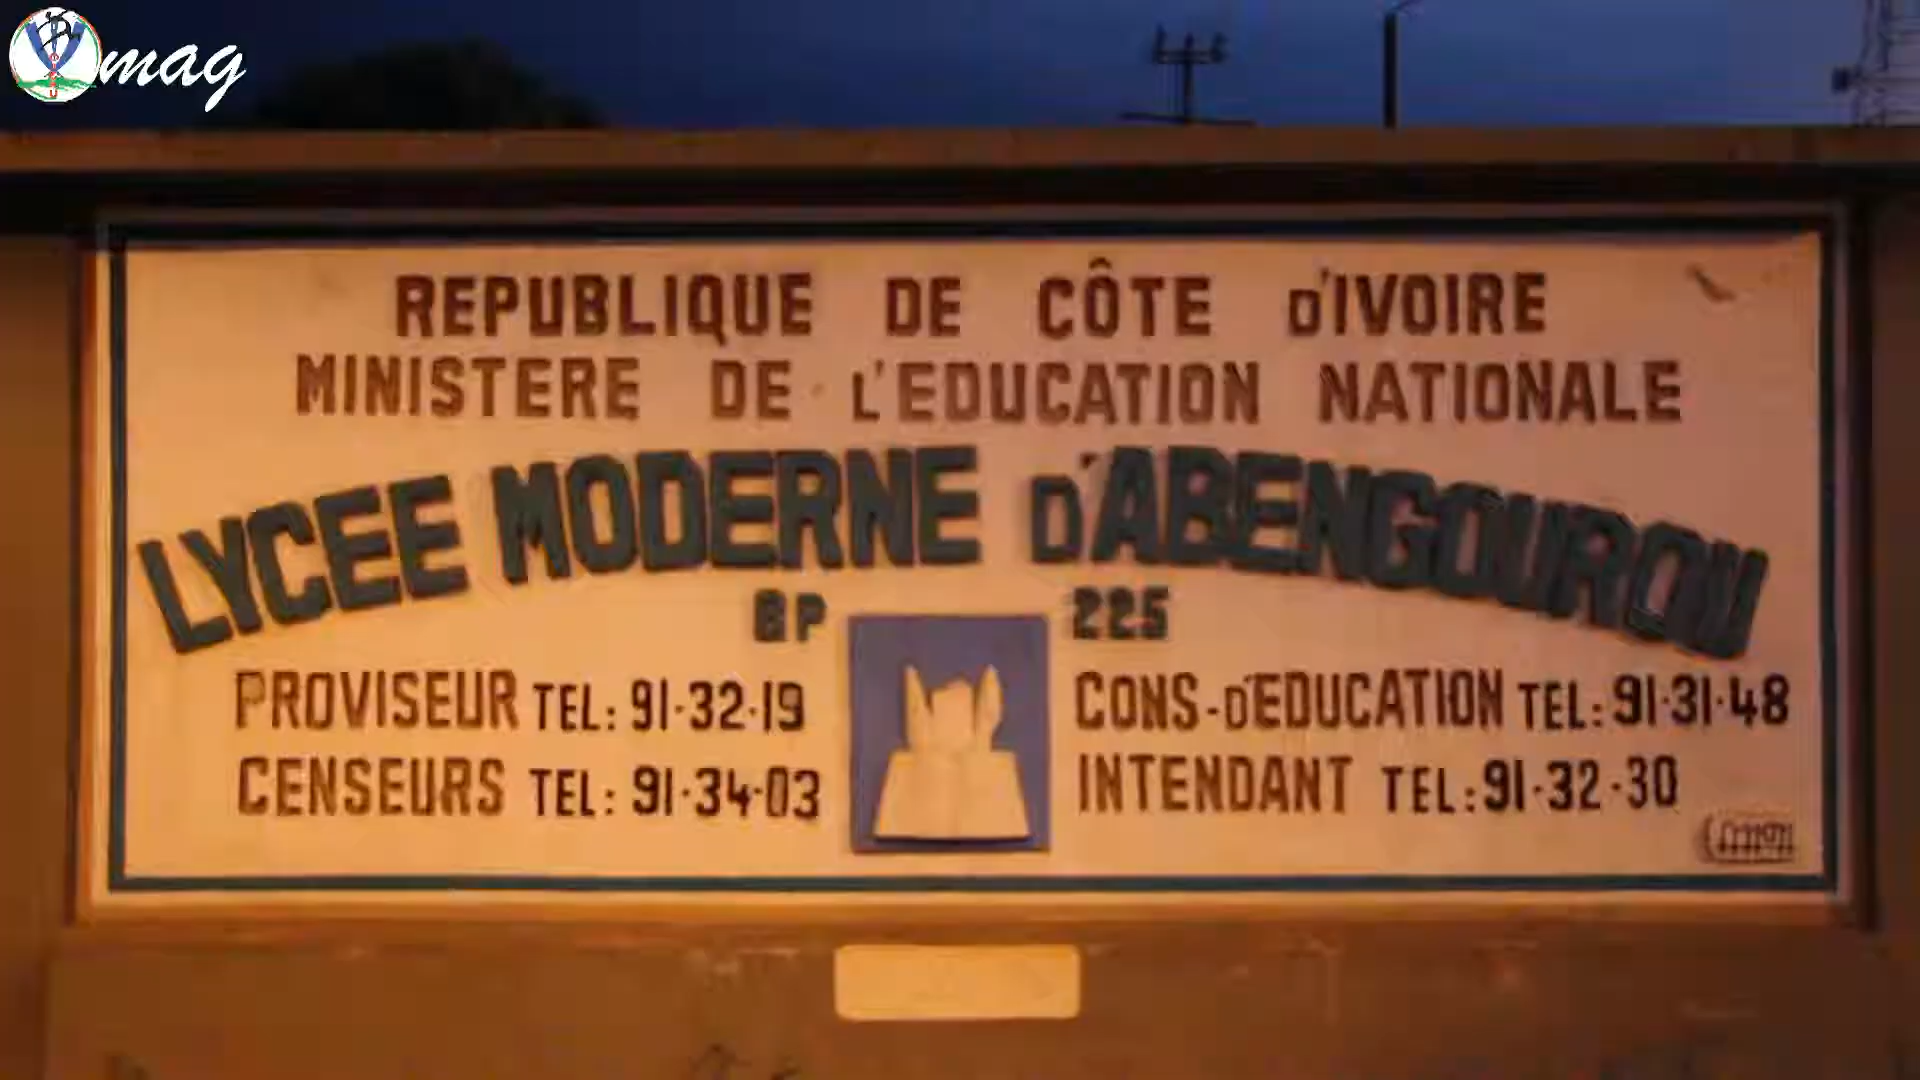 mag
REPUBLIQUE DE CÔTE D'IVOIRE
MINISTERE DE L'EDUCATION NATIONALE
LYCEE MODERNE D'ABENGOUROU
BP 225
PROVISEUR TEL: 91·32·19
CENSEURS TEL: 91·34·03
CONS-D'EDUCATION TEL: 91·31·48
INTENDANT TEL: 91·32·30